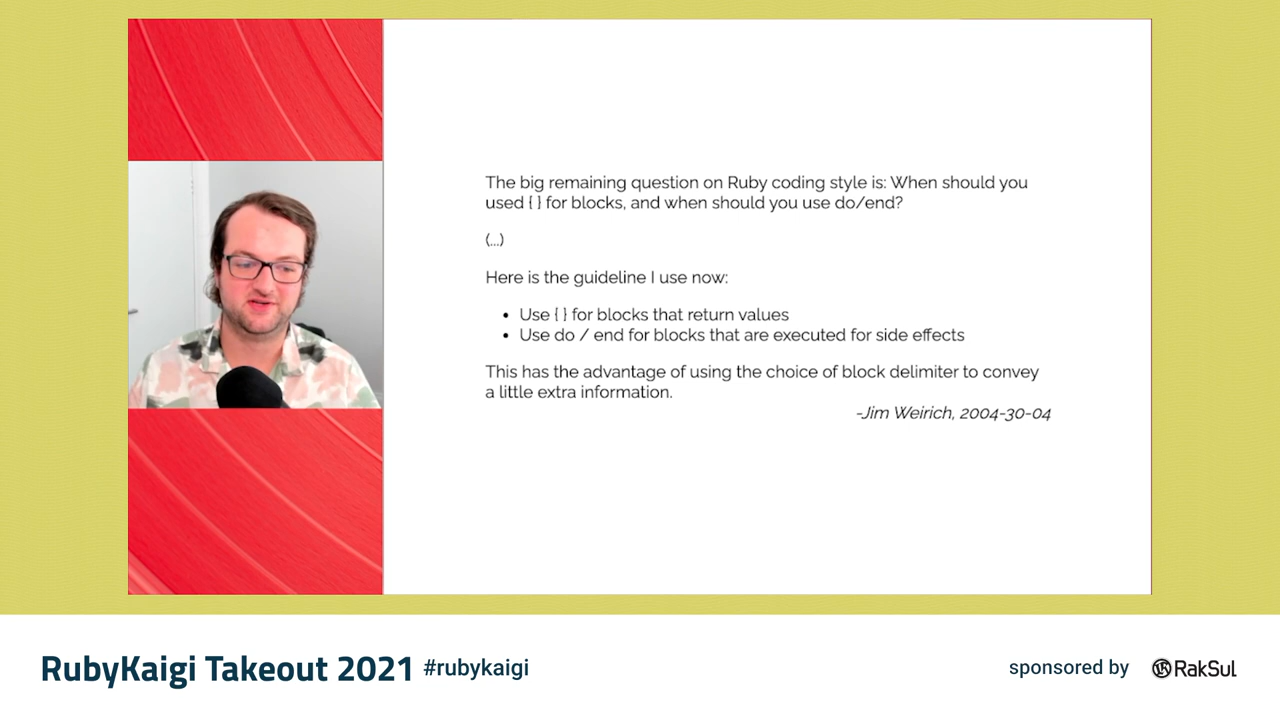 The big remaining question on Ruby coding style is: When should you
used { } for blocks, and when should you use do/end?
(...)
Here is the guideline I use now:
• Use { } for blocks that return values
• Use do / end for blocks that are executed for side effects
This has the advantage of using the choice of block delimiter to convey
a little extra information.
-Jim Weirich, 2004-30-04
RubyKaigi Takeout 2021 #rubykaigi
sponsored by RakSul